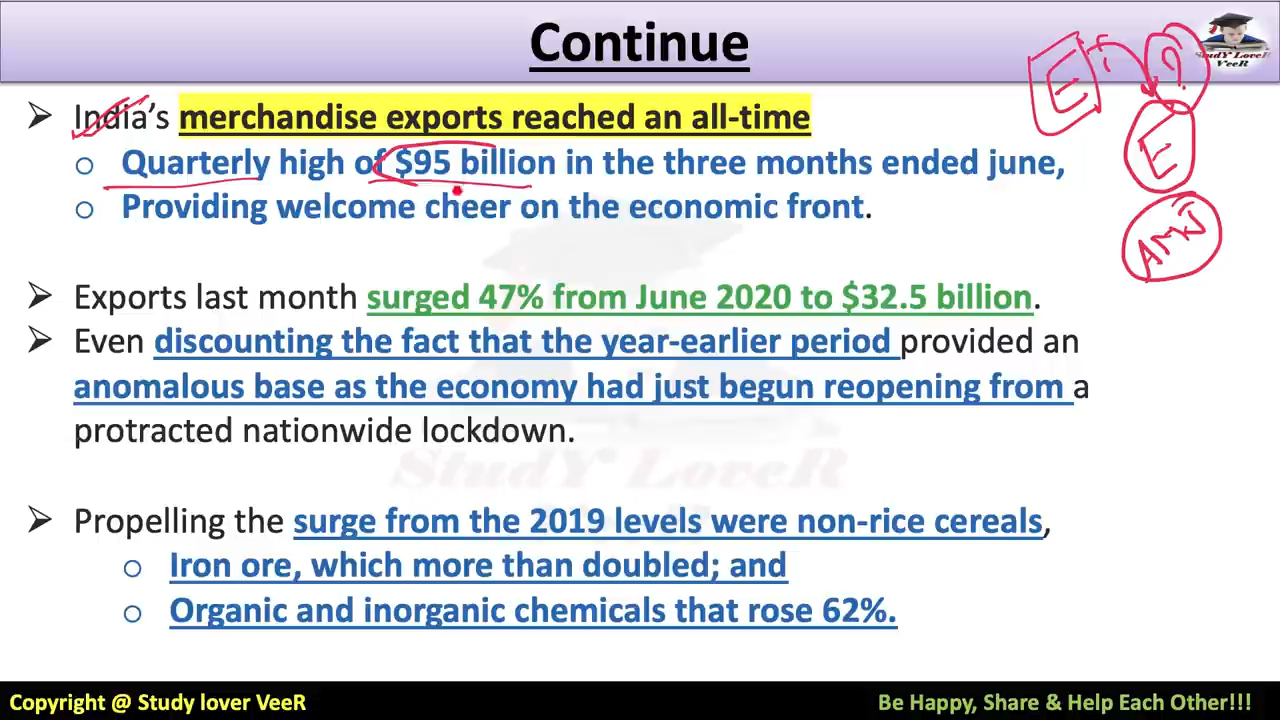 Continue
StudY LoveR
VeeR
E
?
E
➢ India's merchandise exports reached an all-time
o Quarterly high of $95 billion in the three months ended june,
o Providing welcome cheer on the economic front.
➢ Exports last month surged 47% from June 2020 to $32.5 billion.
➢ Even discounting the fact that the year-earlier period provided an
anomalous base as the economy had just begun reopening from a
protracted nationwide lockdown.
StudY LoveR
➢ Propelling the surge from the 2019 levels were non-rice cereals,
o Iron ore, which more than doubled; and
o Organic and inorganic chemicals that rose 62%.
Copyright @ Study lover VeeR
Be Happy, Share & Help Each Other!!!